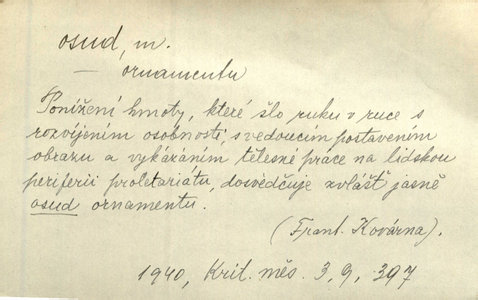 osud, m.
— ornamentu
Ponížení hmoty, které šlo ruku v ruce s
rozvíjením osobnosti, s vedoucím postavením
obrazu a vykázáním tělesné práce na lidskou
periferii proletariátu, dosvědčuje zvlášť jasně
osud ornamentu.
(Frant. Kovárna).
1940, Krit. měs. 3, 9, 397